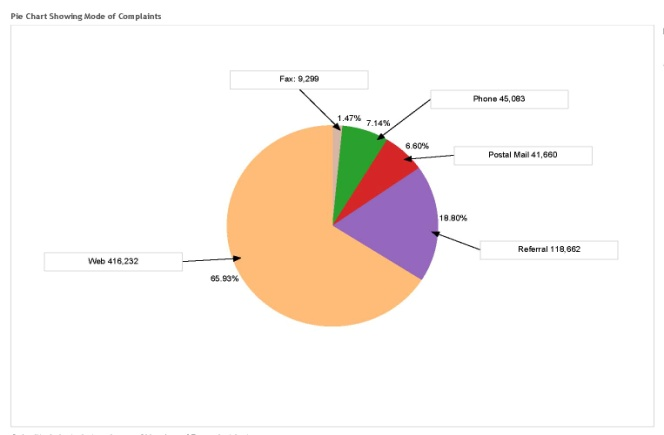 Pie Chart Showing Mode of Complaints
Fax: 9,299
Phone 45,083
1.47%
7.14%
6.60%
Postal Mail 41,660
18.80%
Referral 118,662
Web 416,232
65.93%